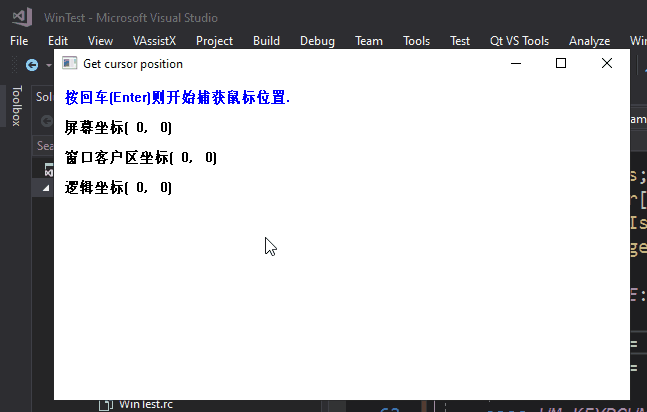 WinTest - Microsoft Visual Studio
File Edit View VAssistX Project Build Debug Team Tools Test Qt VS Tools Analyze
Get cursor position
Toolbox
按回车(Enter)则开始捕获鼠标位置.
屏幕坐标( 0, 0)
窗口客户区坐标( 0, 0)
逻辑坐标( 0, 0)
WinTest.rc